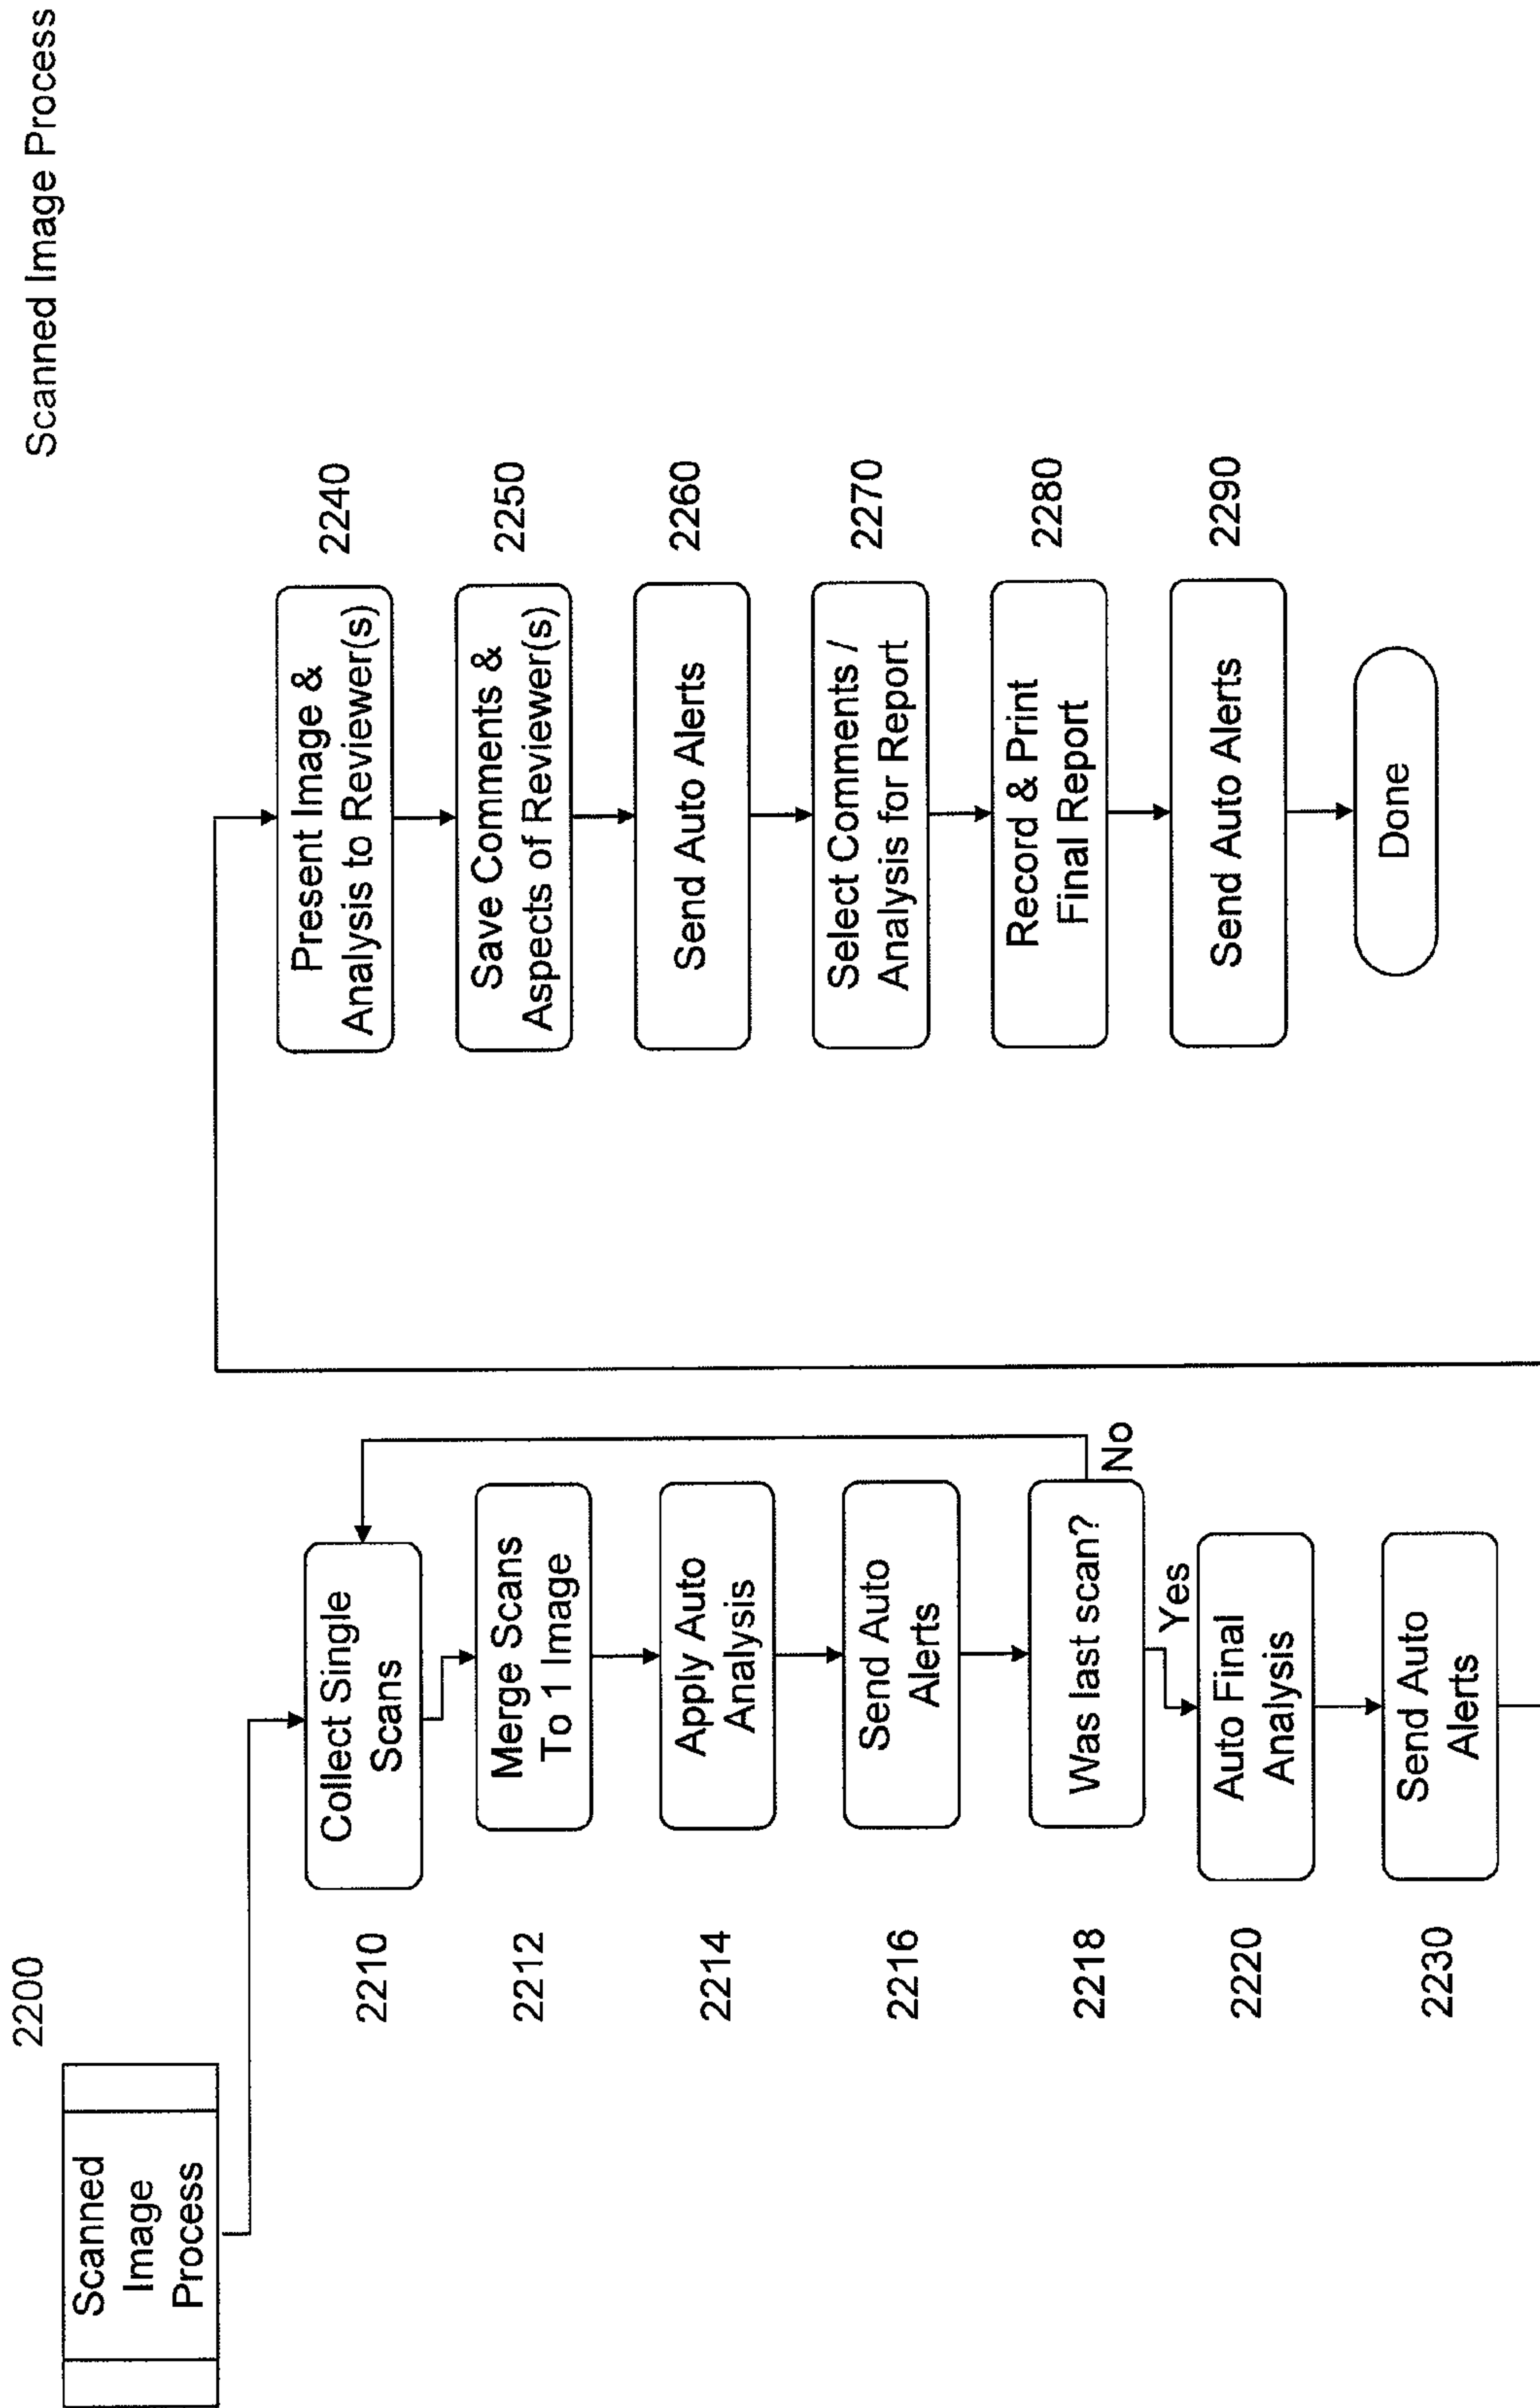 Scanned Image Process
2200
Scanned
Image
Process
2210
Collect Single
Scans
2212
Merge Scans
To 1 Image
2214
Apply Auto
Analysis
2216
Send Auto
Alerts
2218
Was last scan?
No
Yes
2220
Auto Final
Analysis
2230
Send Auto
Alerts
Present Image &
Analysis to Reviewer(s)
2240
Save Comments &
Aspects of Reviewer(s)
2250
Send Auto Alerts
2260
Select Comments /
Analysis for Report
2270
Record & Print
Final Report
2280
Send Auto Alerts
2290
Done